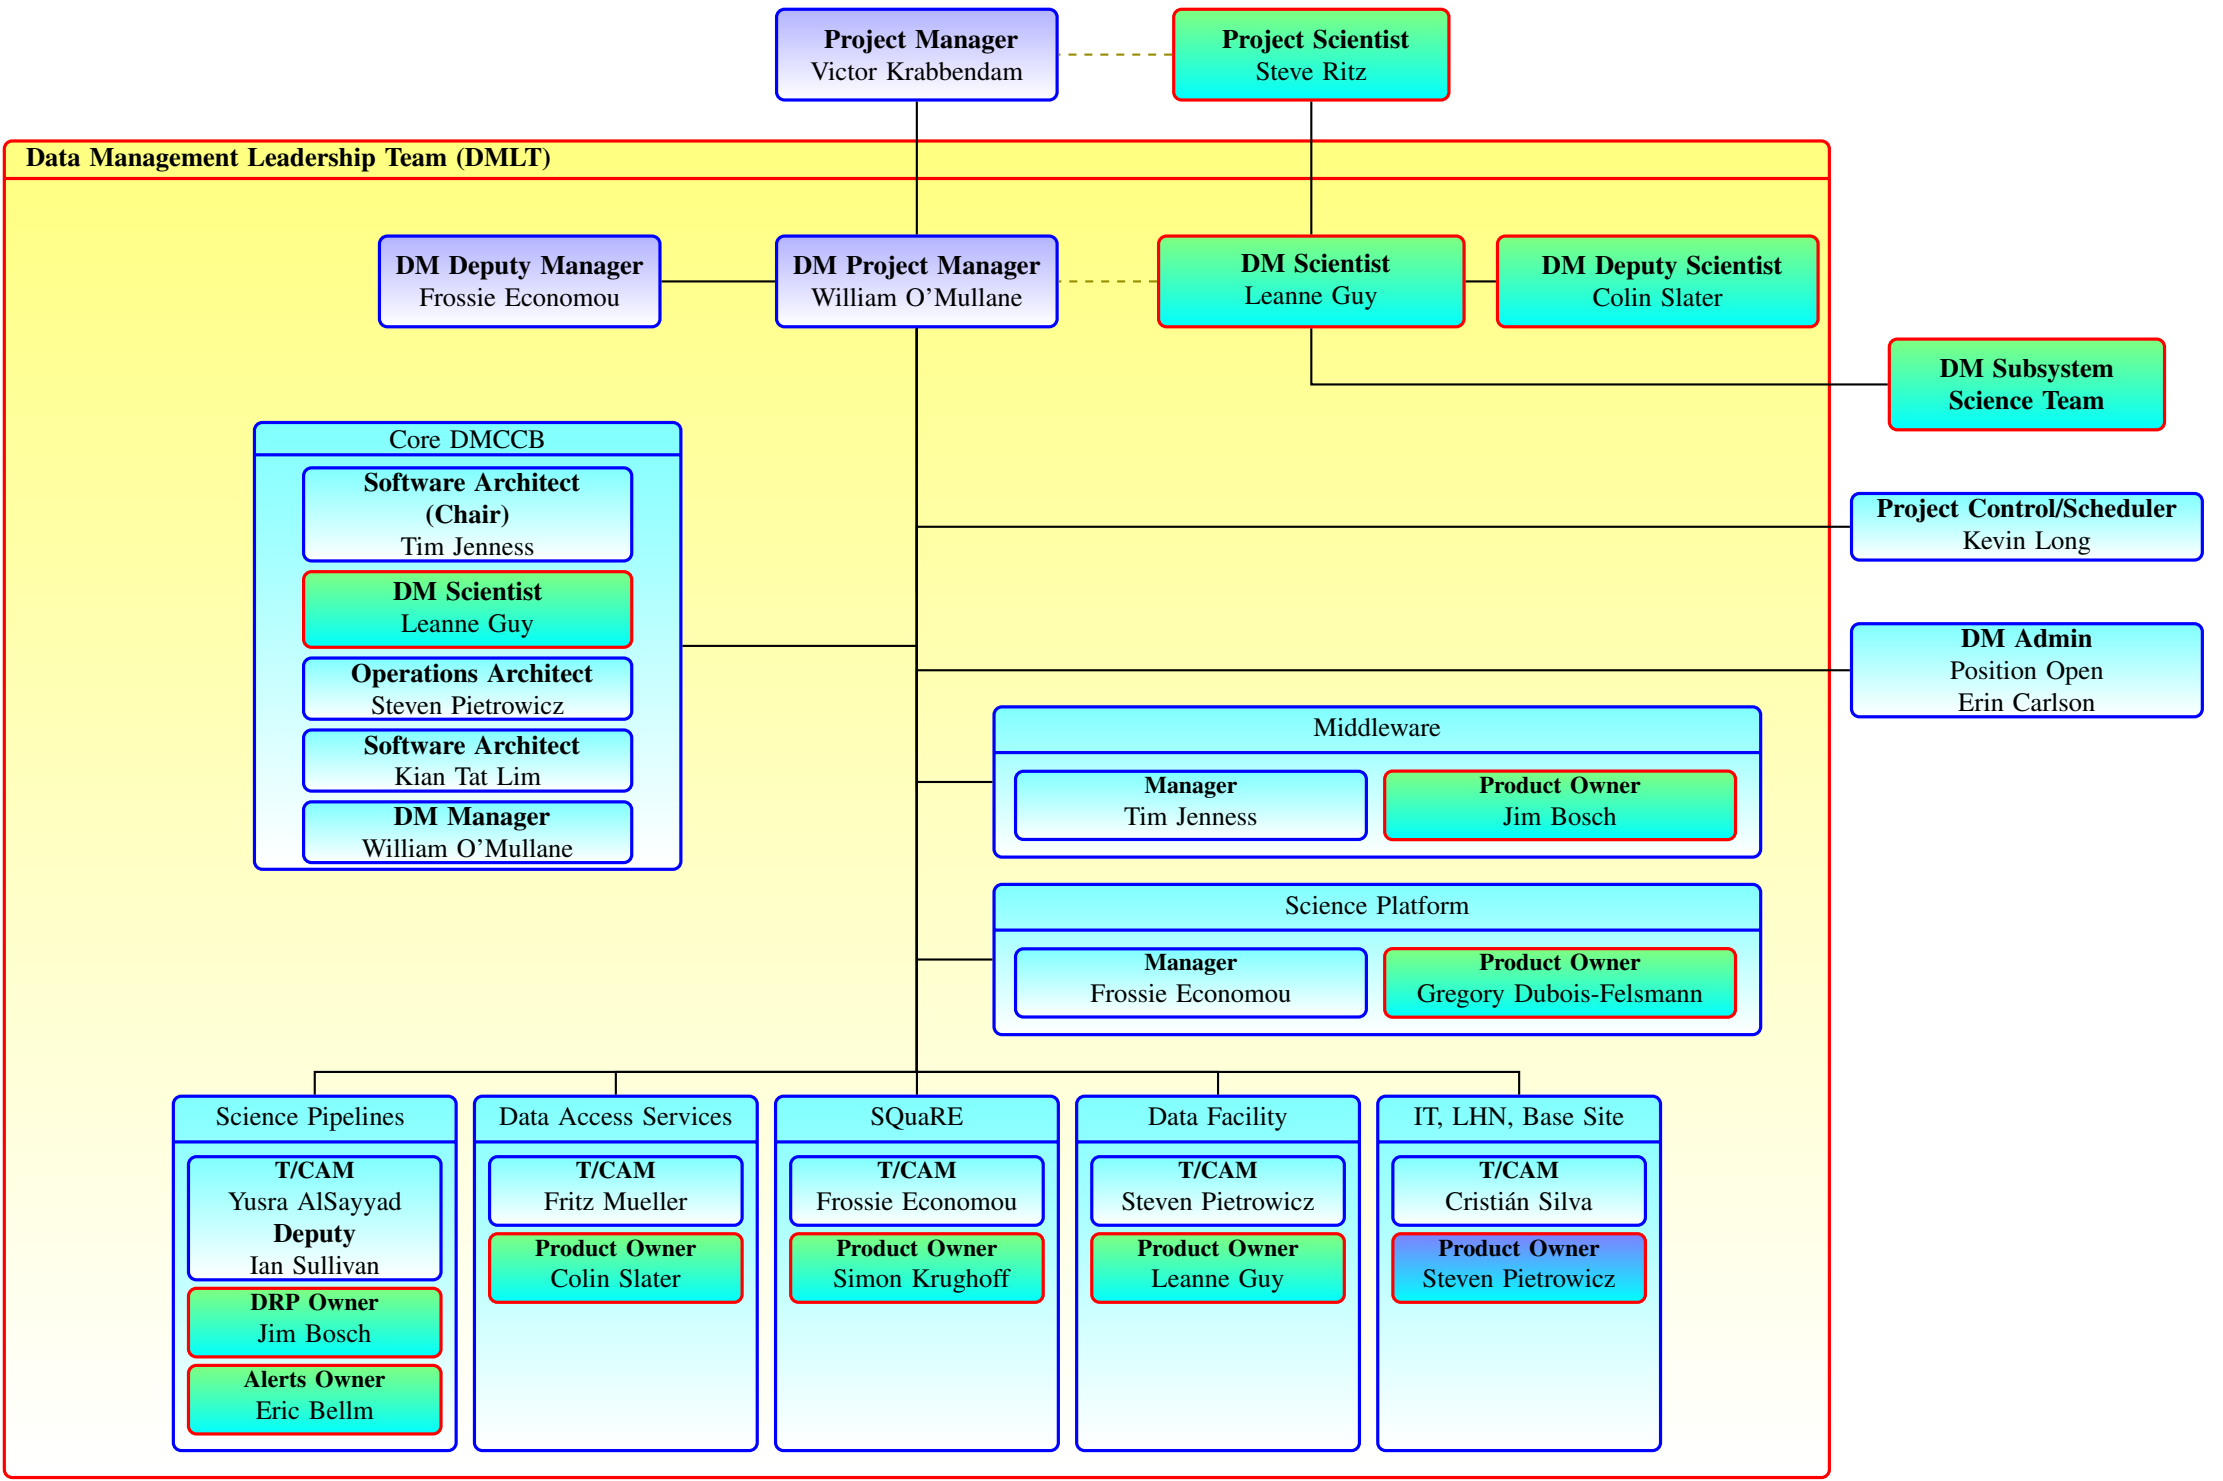 Project Manager
Victor Krabbendam
Project Scientist
Steve Ritz
Data Management Leadership Team (DMLT)
DM Deputy Manager
Frossie Economou
DM Project Manager
William O'Mullane
DM Scientist
Leanne Guy
DM Deputy Scientist
Colin Slater
DM Subsystem
Science Team
Core DMCCB
Software Architect
(Chair)
Tim Jenness
DM Scientist
Leanne Guy
Operations Architect
Steven Pietrowicz
Software Architect
Kian Tat Lim
DM Manager
William O'Mullane
Project Control/Scheduler
Kevin Long
DM Admin
Position Open
Erin Carlson
Middleware
Manager
Tim Jenness
Product Owner
Jim Bosch
Science Platform
Manager
Frossie Economou
Product Owner
Gregory Dubois-Felsmann
Science Pipelines
T/CAM
Yusra AlSayyad
Deputy
Ian Sullivan
DRP Owner
Jim Bosch
Alerts Owner
Eric Bellm
Data Access Services
T/CAM
Fritz Mueller
Product Owner
Colin Slater
SQuaRE
T/CAM
Frossie Economou
Product Owner
Simon Krughoff
Data Facility
T/CAM
Steven Pietrowicz
Product Owner
Leanne Guy
IT, LHN, Base Site
T/CAM
Cristián Silva
Product Owner
Steven Pietrowicz